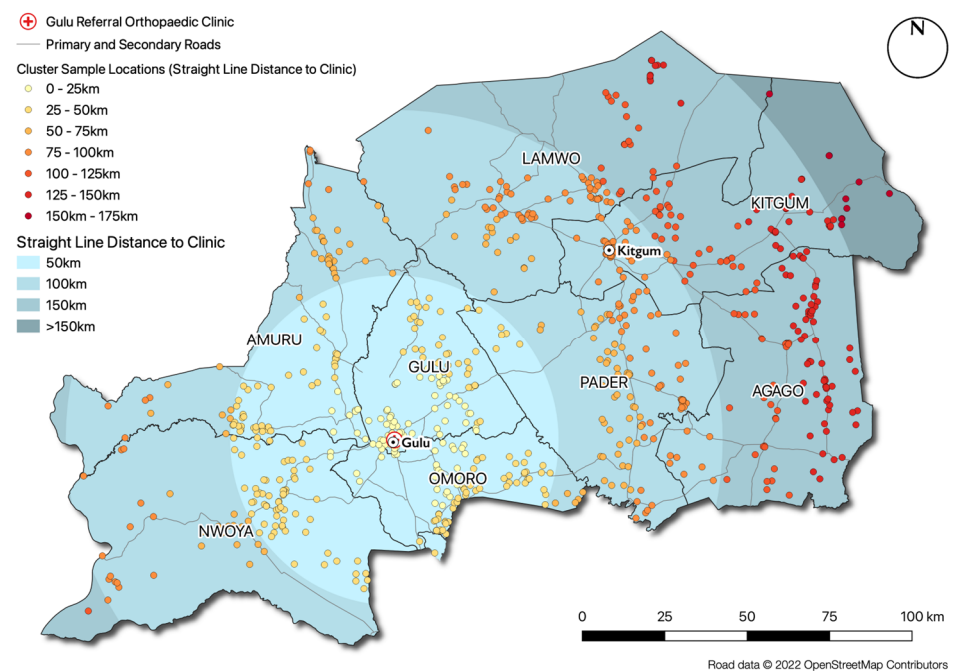 Gulu Referral Orthopaedic Clinic
Primary and Secondary Roads
Cluster Sample Locations (Straight Line Distance to Clinic)
0 - 25km
25 - 50km
50 - 75km
75 - 100km
100 - 125km
125 - 150km
150km - 175km
Straight Line Distance to Clinic
50km
100km
150km
>150km
N
LAMWO
KITGUM
Kitgum
AMURU
GULU
PADER
AGAGO
Gulu
OMORO
NWOYA
0 25 50 75 100 km
Road data © 2022 OpenStreetMap Contributors